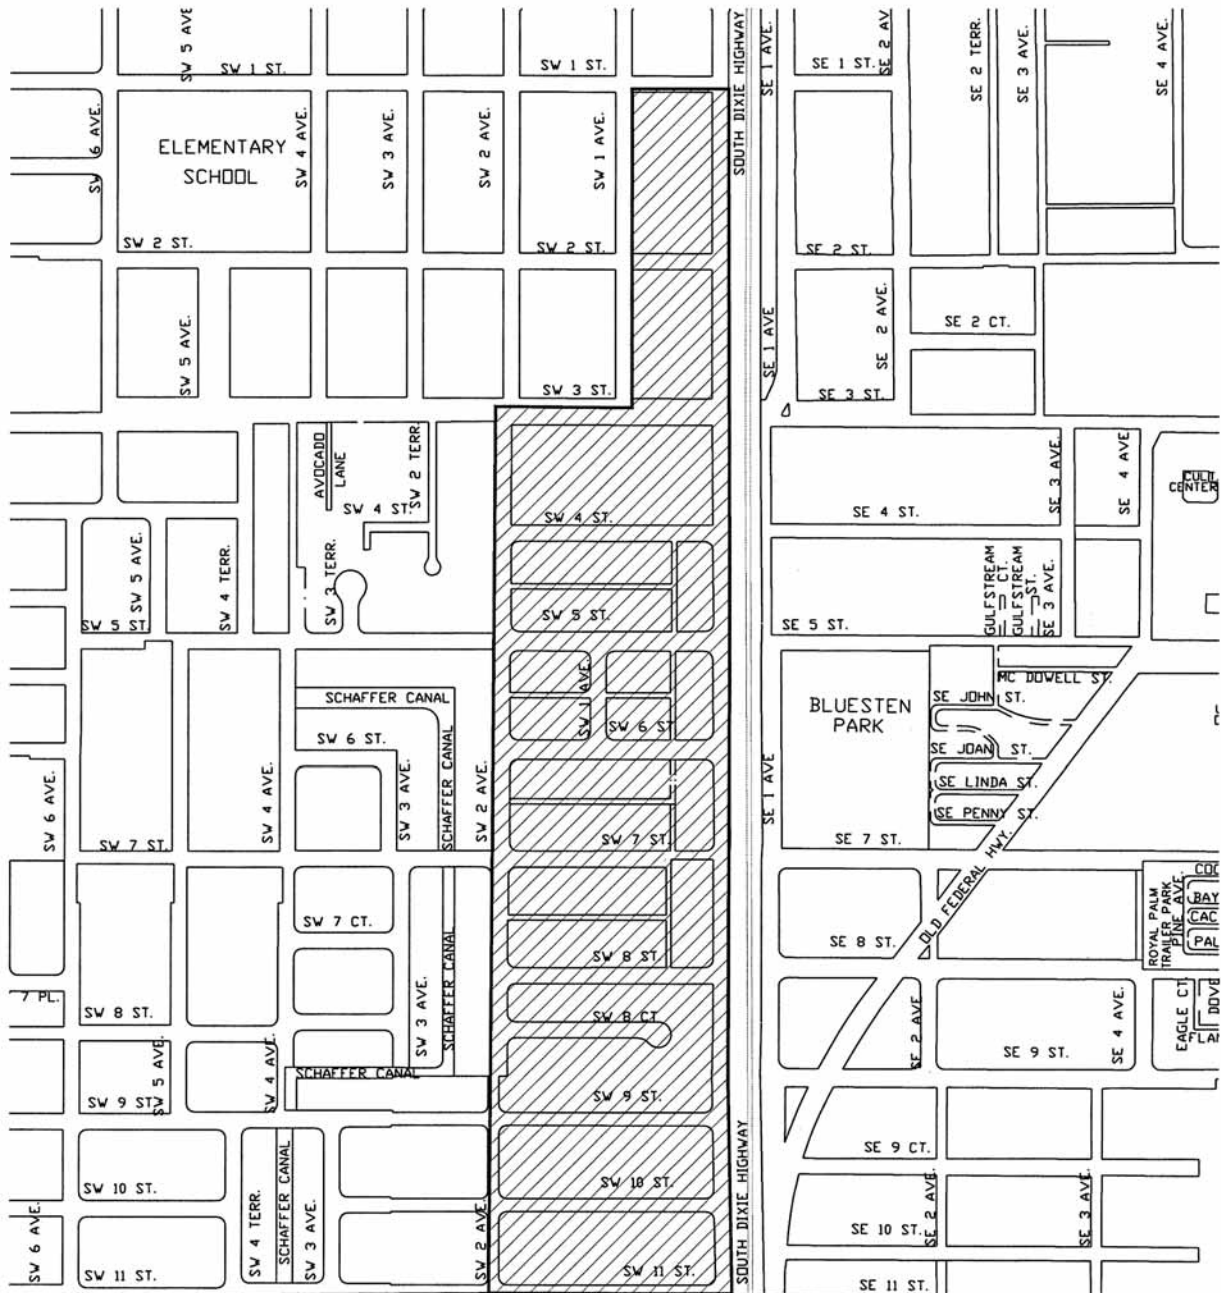 SW 5 AVE.
SE 1 AVE.
SE 2 AVE.
SE 2 TERR.
SE 3 AVE.
SE 4 AVE.
SW 1 ST.
SW 1 ST.
SE 1 ST.
SOUTH DIXIE HIGHWAY
SW 6 AVE.
ELEMENTARY
SCHOOL
SW 4 AVE.
SW 3 AVE.
SW 2 AVE.
SW 1 AVE.
SW 2 ST.
SW 2 ST.
SE 2 ST.
SW 5 AVE.
SE 1 AVE
SE 2 AVE.
SE 2 CT.
SW 3 ST.
SE 3 ST.
AVOCADO
LANE
SW 2 TERR.
SW 4 ST.
SW 4 ST.
SE 4 ST.
SE 3 AVE.
SE 4 AVE
CULT.
CENTER
SW 5 AVE.
SW 4 TERR.
SW 3 TERR.
GULFSTREAM
CT.
GULFSTREAM
ST.
SE 3 AVE.
SW 5 ST.
SW 5 ST.
SE 5 ST.
SCHAFFER CANAL
SW 1 AVE.
BLUESTEN
PARK
MC DOWELL ST.
SE JOHN ST.
SW 6 ST.
SW 6 ST
SE JOAN ST.
SW 6 AVE.
SW 4 AVE.
SW 3 AVE.
SCHAFFER CANAL
SW 2 AVE.
SE 1 AVE
SE LINDA ST.
SE PENNY ST.
SW 7 ST.
SW 7 ST.
SE 7 ST.
OLD FEDERAL HWY.
SW 7 CT.
SCHAFFER CANAL
SW 8 ST
SE 8 ST.
ROYAL PALM
TRAILER PARK
PINE AVE.
COC
BAY
CAC
PAL
7 PL.
SW 8 ST.
SW 3 AVE.
SW 8 CT
SE 2 AVE
SE 9 ST.
SE 4 AVE.
EAGLE CT.
DOVE
FLAM
SW 5 AVE.
SW 4 AVE.
SCHAFFER CANAL
SW 9 ST.
SW 9 ST.
SE 9 CT.
SOUTH DIXIE HIGHWAY
SW 10 ST.
SW 10 ST.
SW 6 AVE.
SW 4 TERR.
SCHAFFER CANAL
SW 3 AVE.
SW 2 AVE.
SE 10 ST.
SE 2 AVE.
SE 3 AVE.
SW 11 ST.
SW 11 ST.
SE 11 ST.